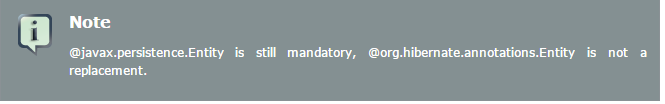 Note
@javax.persistence.Entity is still mandatory, @org.hibernate.annotations.Entity is not a
replacement.